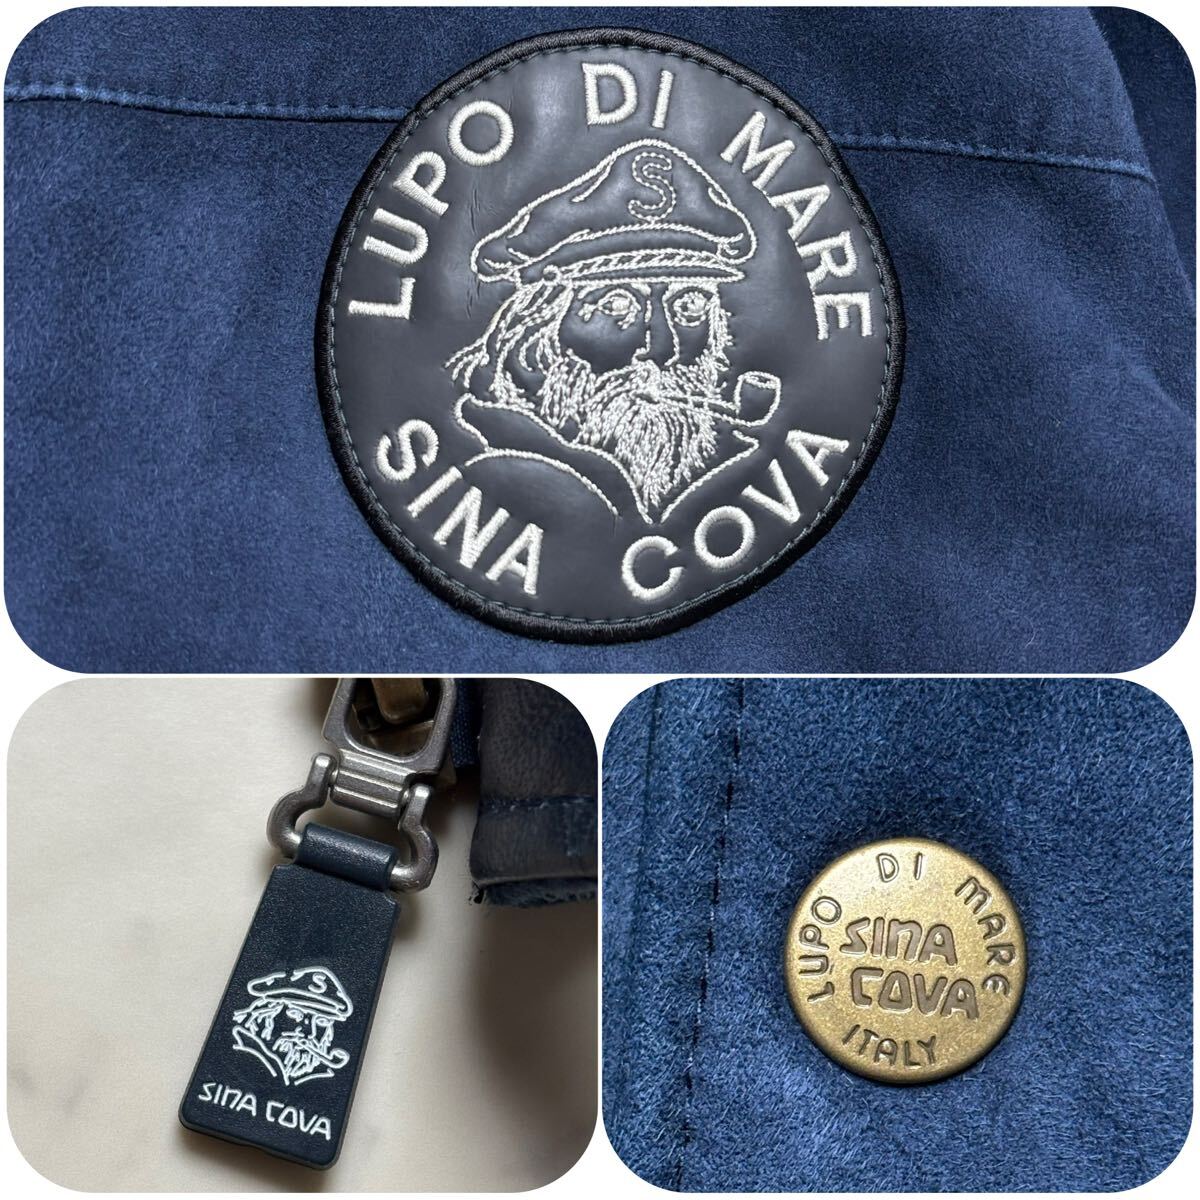 LUPO DI MARE
S
SINA COVA
S
SINA COVA
LUPO DI MARE
SINA
COVA
ITALY